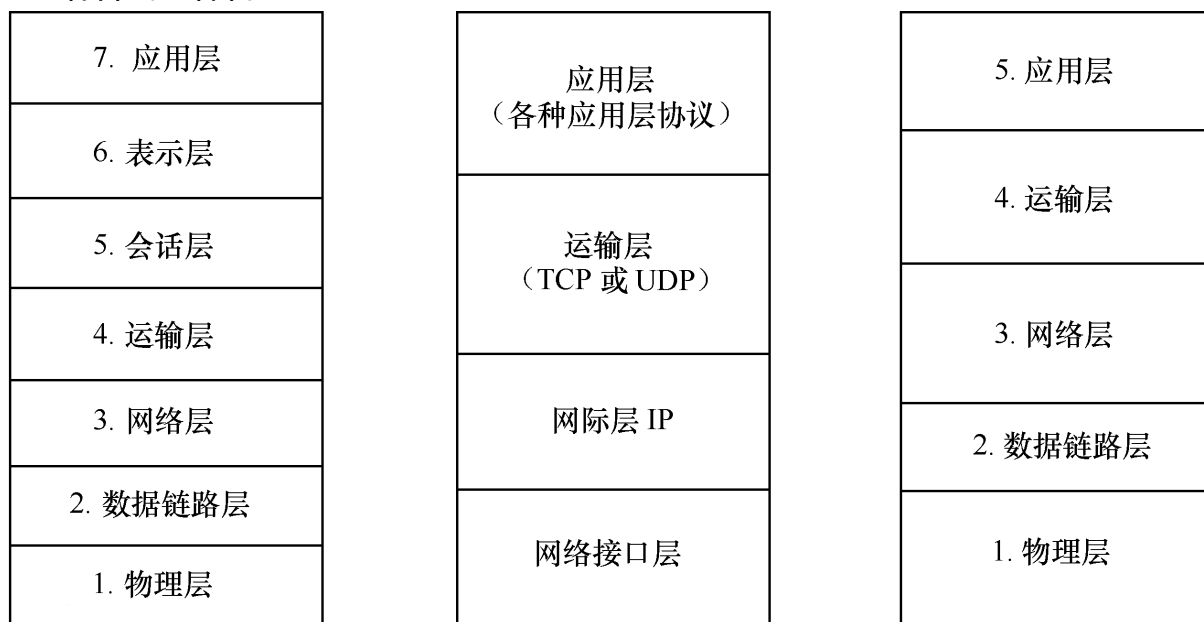 7. 应用层
6. 表示层
5. 会话层
4. 运输层
3. 网络层
2. 数据链路层
1. 物理层
应用层
（各种应用层协议）
运输层
（TCP 或 UDP）
网际层 IP
网络接口层
5. 应用层
4. 运输层
3. 网络层
2. 数据链路层
1. 物理层